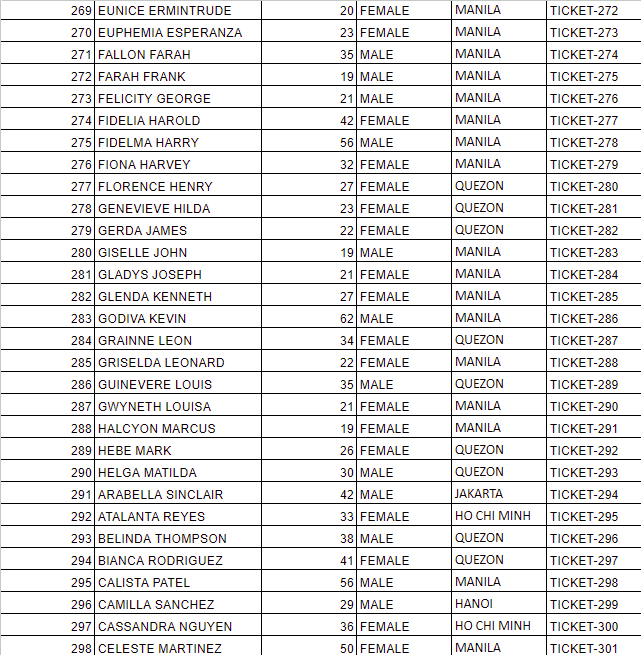 269 EUNICE ERMINTRUDE 20 FEMALE MANILA TICKET-272
270 EUPHEMIA ESPERANZA 23 FEMALE MANILA TICKET-273
271 FALLON FARAH 35 MALE MANILA TICKET-274
272 FARAH FRANK 19 MALE MANILA TICKET-275
273 FELICITY GEORGE 21 MALE MANILA TICKET-276
274 FIDELIA HAROLD 42 FEMALE MANILA TICKET-277
275 FIDELMA HARRY 56 MALE MANILA TICKET-278
276 FIONA HARVEY 32 FEMALE MANILA TICKET-279
277 FLORENCE HENRY 27 FEMALE QUEZON TICKET-280
278 GENEVIEVE HILDA 23 FEMALE QUEZON TICKET-281
279 GERDA JAMES 22 FEMALE QUEZON TICKET-282
280 GISELLE JOHN 19 MALE MANILA TICKET-283
281 GLADYS JOSEPH 21 FEMALE MANILA TICKET-284
282 GLENDA KENNETH 27 FEMALE MANILA TICKET-285
283 GODIVA KEVIN 62 MALE MANILA TICKET-286
284 GRAINNE LEON 34 FEMALE QUEZON TICKET-287
285 GRISELDA LEONARD 22 FEMALE MANILA TICKET-288
286 GUINEVERE LOUIS 35 MALE QUEZON TICKET-289
287 GWYNETH LOUISA 21 FEMALE MANILA TICKET-290
288 HALCYON MARCUS 19 FEMALE MANILA TICKET-291
289 HEBE MARK 26 FEMALE QUEZON TICKET-292
290 HELGA MATILDA 30 MALE QUEZON TICKET-293
291 ARABELLA SINCLAIR 42 MALE JAKARTA TICKET-294
292 ATALANTA REYES 33 FEMALE HO CHI MINH TICKET-295
293 BELINDA THOMPSON 38 MALE QUEZON TICKET-296
294 BIANCA RODRIGUEZ 41 FEMALE QUEZON TICKET-297
295 CALISTA PATEL 56 MALE MANILA TICKET-298
296 CAMILLA SANCHEZ 29 MALE HANOI TICKET-299
297 CASSANDRA NGUYEN 36 FEMALE HO CHI MINH TICKET-300
298 CELESTE MARTINEZ 50 FEMALE MANILA TICKET-301